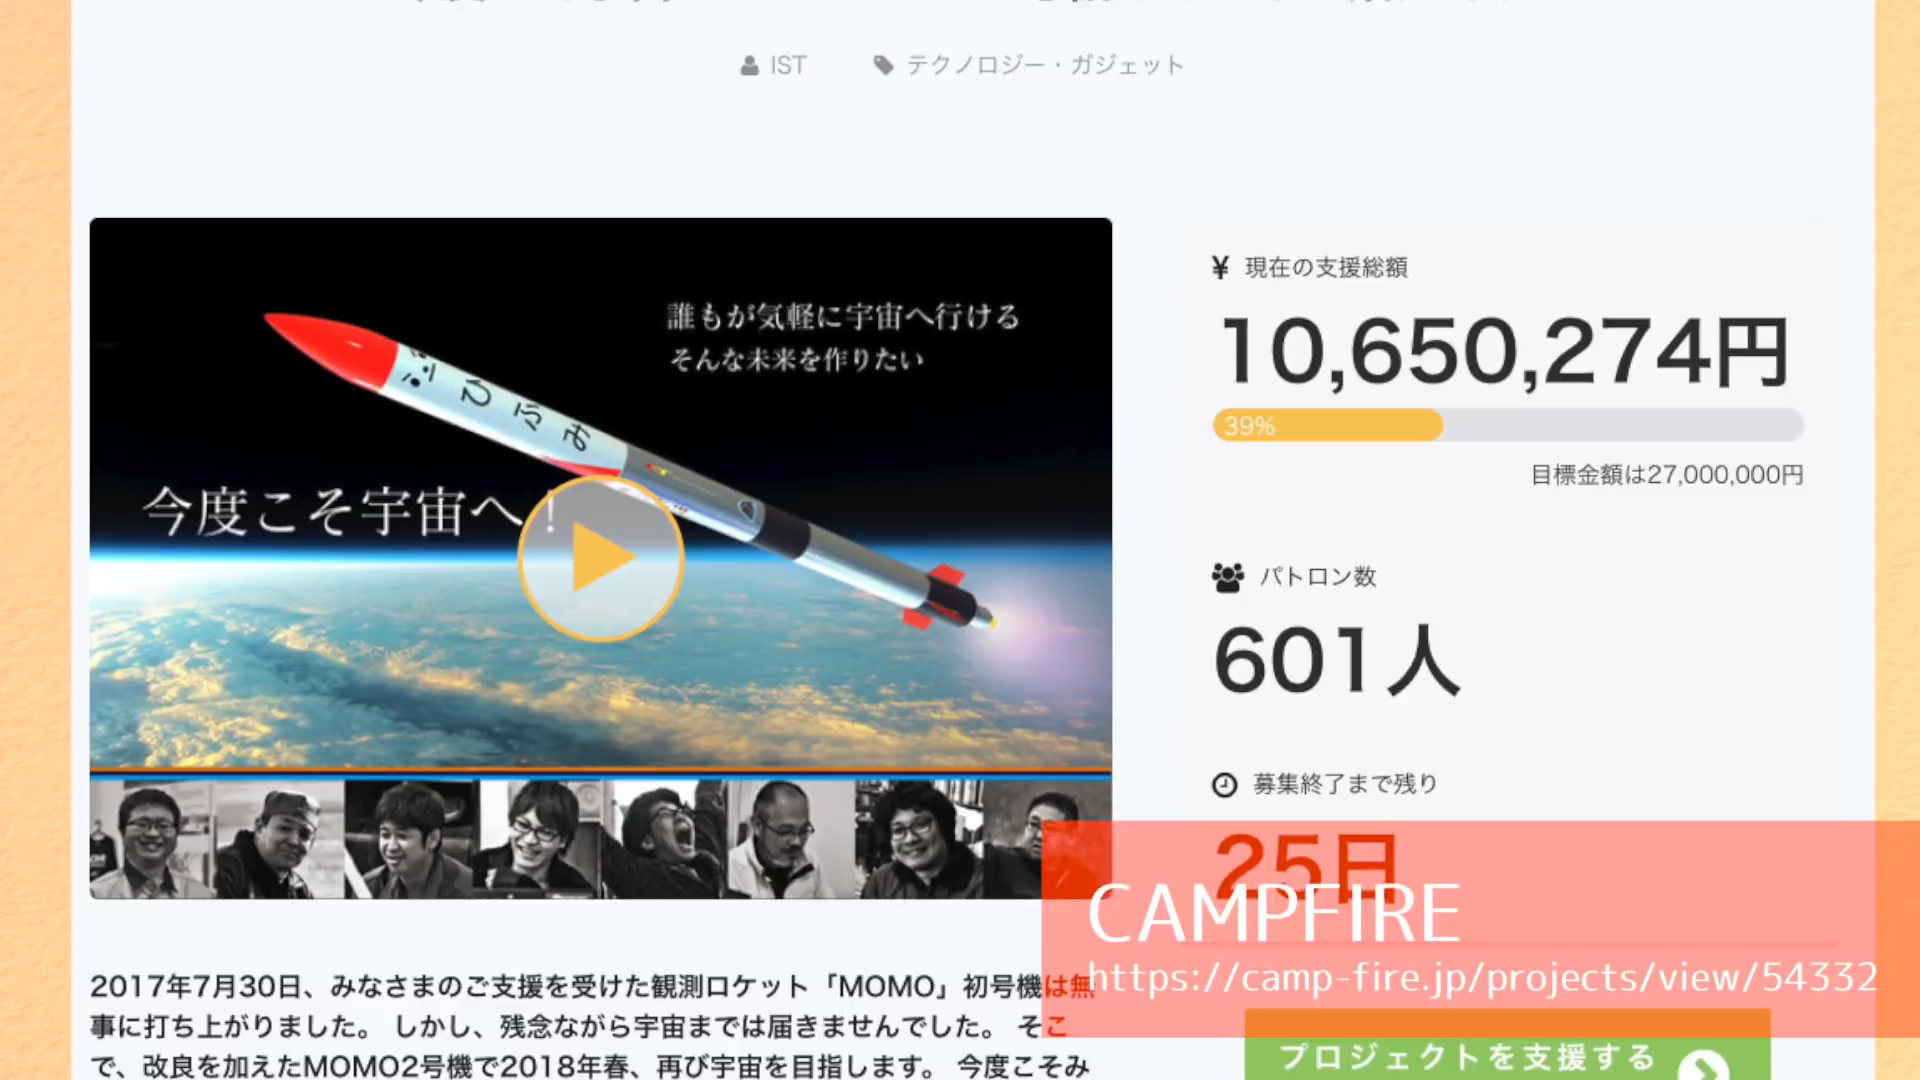 IST
テクノロジー・ガジェット
誰もが気軽に宇宙へ行ける
そんな未来を作りたい
ひふみ
今度こそ宇宙へ！
¥ 現在の支援総額
10,650,274円
39%
目標金額は27,000,000円
パトロン数
601人
募集終了まで残り
25日
CAMPFIRE
https://camp-fire.jp/projects/view/54332
2017年7月30日、みなさまのご支援を受けた観測ロケット「MOMO」初号機は無
事に打ち上がりました。 しかし、残念ながら宇宙までは届きませんでした。 そこ
で、改良を加えたMOMO2号機で2018年春、再び宇宙を目指します。 今度こそみ
プロジェクトを支援する